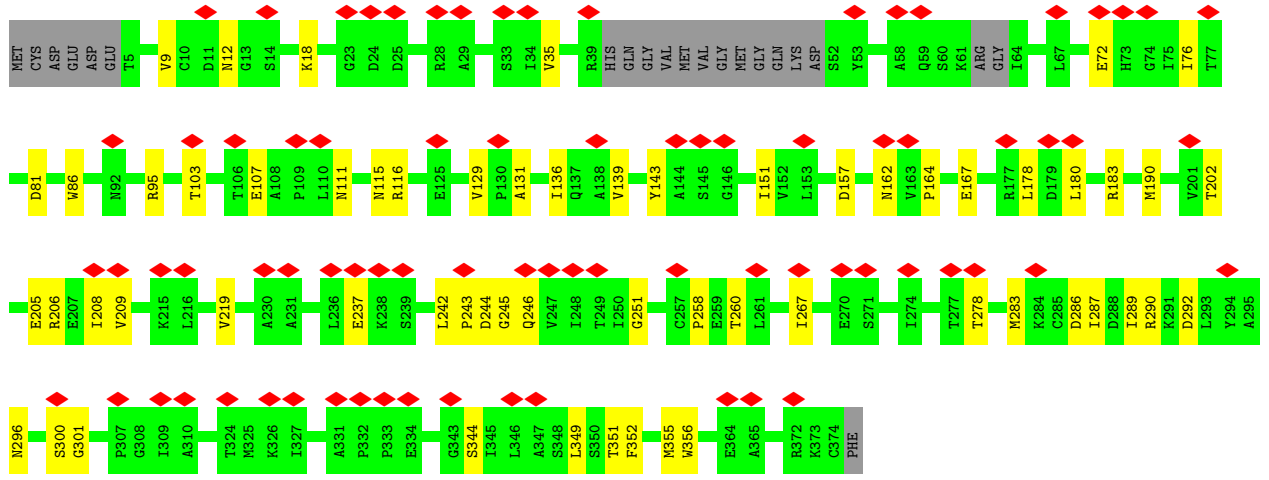 MET CYS ASP GLU ASP GLU T5 V9 C10 D11 N12 G13 S14 K18 G23 D24 D25 R28 A29 S33 I34 V35 R39 HIS GLN GLY VAL MET VAL GLY MET GLY GLN LYS ASP S52 Y53 A58 Q59 S60 K61 ARG GLY I64 L67 E72 H73 G74 I75 I76 T77
D81 W86 N92 R95 T103 T106 E107 A108 P109 L110 N111 N115 R116 E125 V129 P130 A131 I136 Q137 A138 V139 Y143 A144 S145 G146 I151 V152 L153 D157 N162 V163 P164 E167 R177 L178 D179 L180 R183 M190 V201 T202
E205 R206 E207 I208 V209 K215 L216 V219 A230 A231 L236 E237 K238 S239 L242 P243 D244 G245 Q246 V247 I248 T249 I250 G251 C257 P258 E259 T260 L261 I267 E270 S271 I274 T277 T278 M283 K284 C285 D286 I287 D288 I289 R290 K291 D292 L293 Y294 A295
N296 S300 G301 P307 G308 I309 A310 T324 M325 K326 I327 A331 P332 P333 E334 G343 S344 I345 L346 A347 S348 L349 S350 T351 F352 M355 W356 E364 A365 R372 K373 C374 PHE